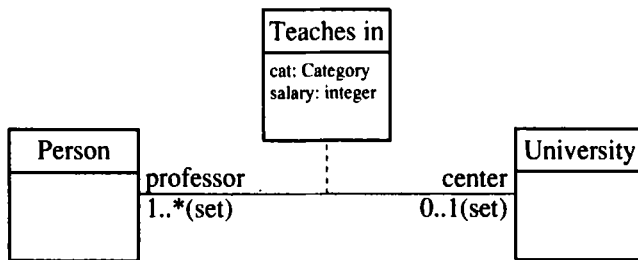 Teaches in
cat: Category
salary: integer
Person
University
professor
center
1..*(set)
0..1(set)